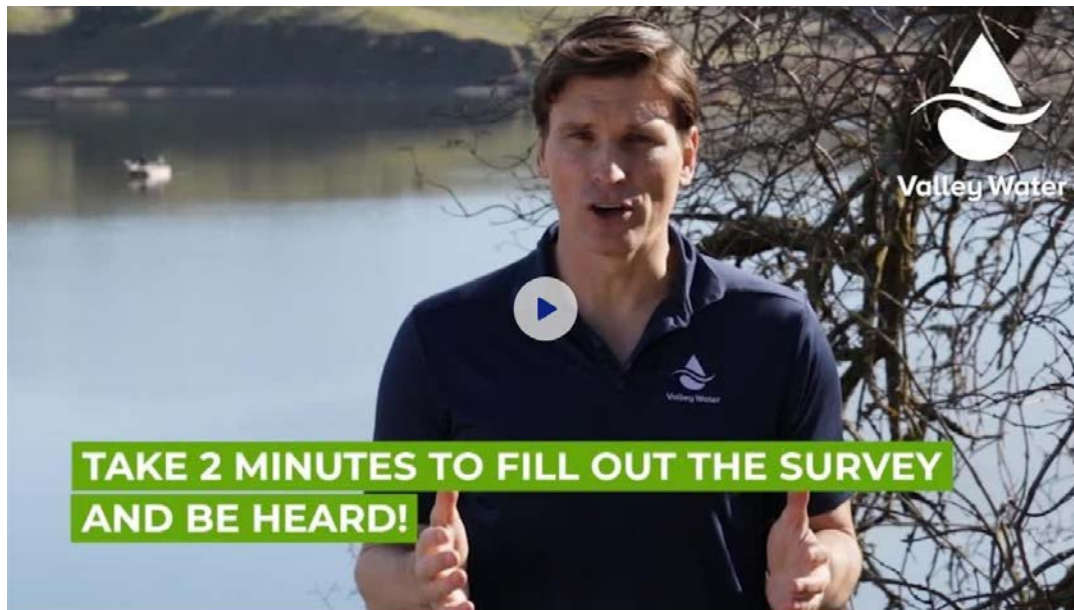 Valley Water
Valley Water
TAKE 2 MINUTES TO FILL OUT THE SURVEY
AND BE HEARD!